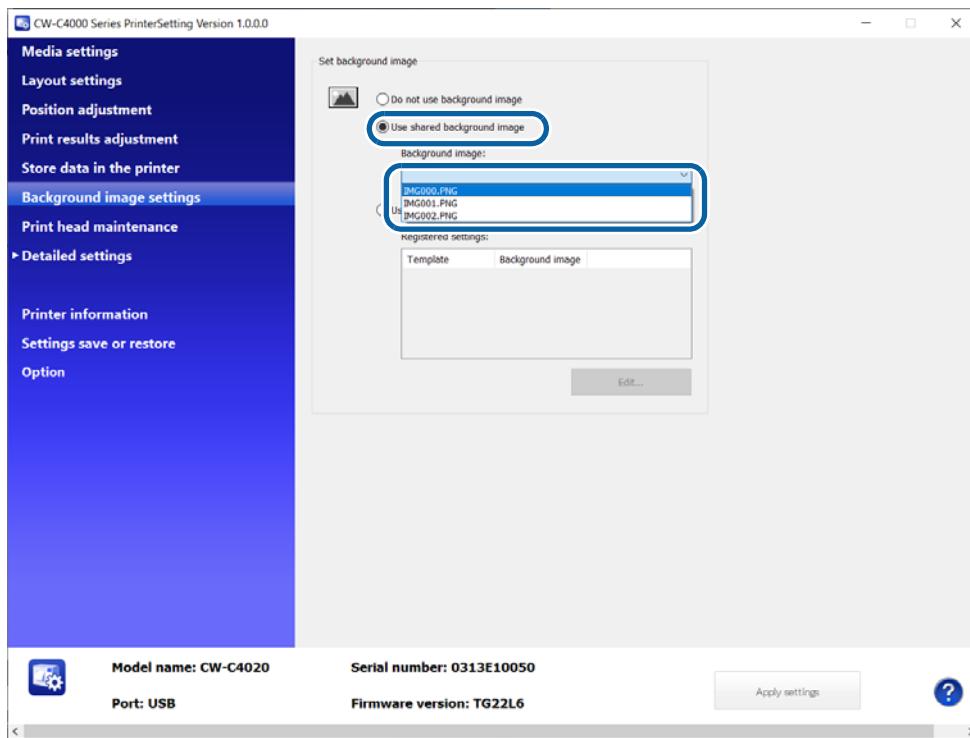 CW-C4000 Series PrinterSetting Version 1.0.0.0
Media settings
Layout settings
Position adjustment
Print results adjustment
Store data in the printer
Background image settings
Print head maintenance
Detailed settings
Printer information
Settings save or restore
Option
Set background image
Do not use background image
Use shared background image
Background image:
IMG000.PNG
IMG001.PNG
IMG002.PNG
Registered settings:
Template Background image
Edit...
Model name: CW-C4020 Serial number: 0313E10050
Port: USB Firmware version: TG22L6
Apply settings